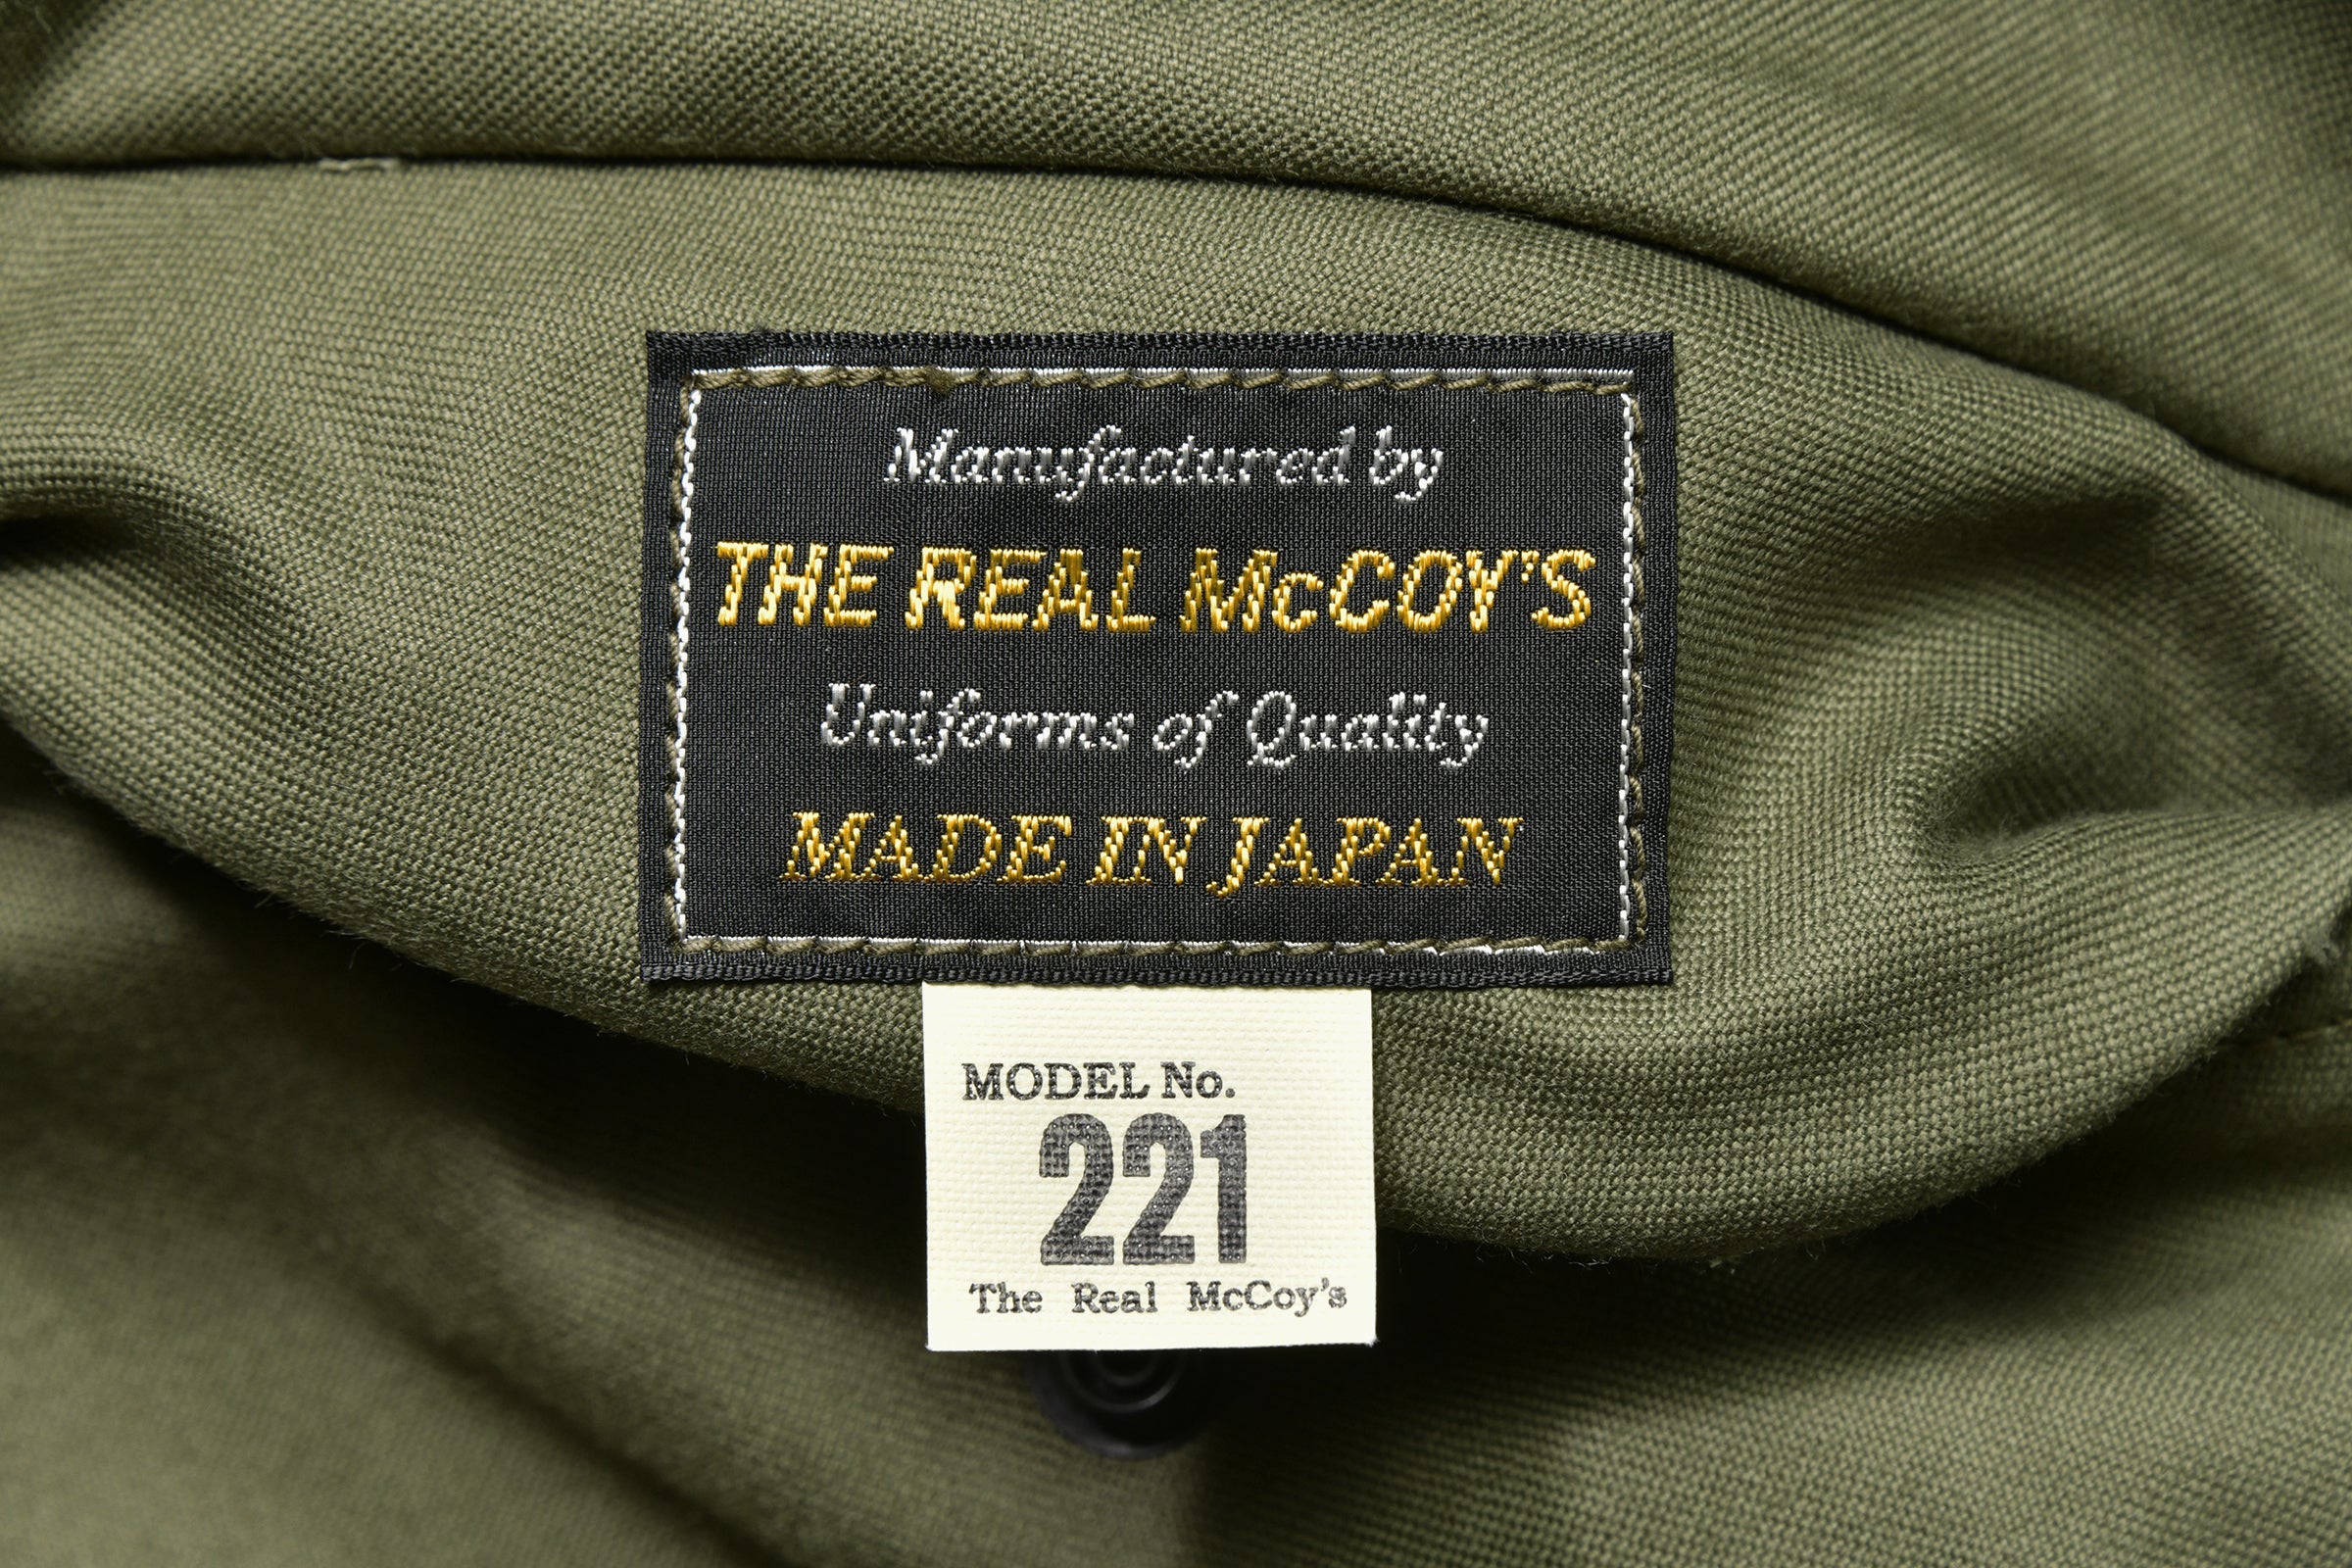 Manufactured by
THE REAL McCOY'S
Uniforms of Quality
MADE IN JAPAN
MODEL No.
221
The Real McCoy's